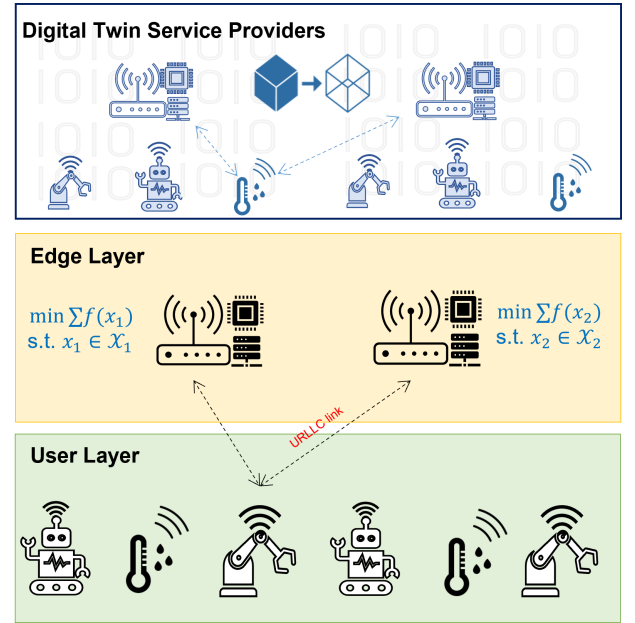 Digital Twin Service Providers
Edge Layer
min ∑f(x₁)
s.t. x₁ ∈ 𝒳₁
min ∑f(x₂)
s.t. x₂ ∈ 𝒳₂
URLLC link
User Layer